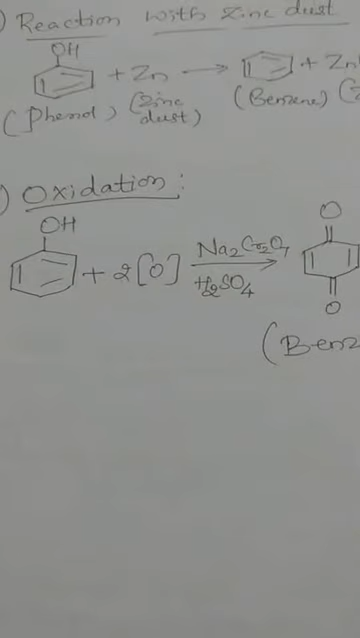 ) Reaction with Zinc dust
OH
+ Zn → + Zn
(Phenol) (Zinc dust) (Benzene) (
) Oxidation:
OH O
+ 2[O] Na2Cr2O7 →
H2SO4
O
(Benz